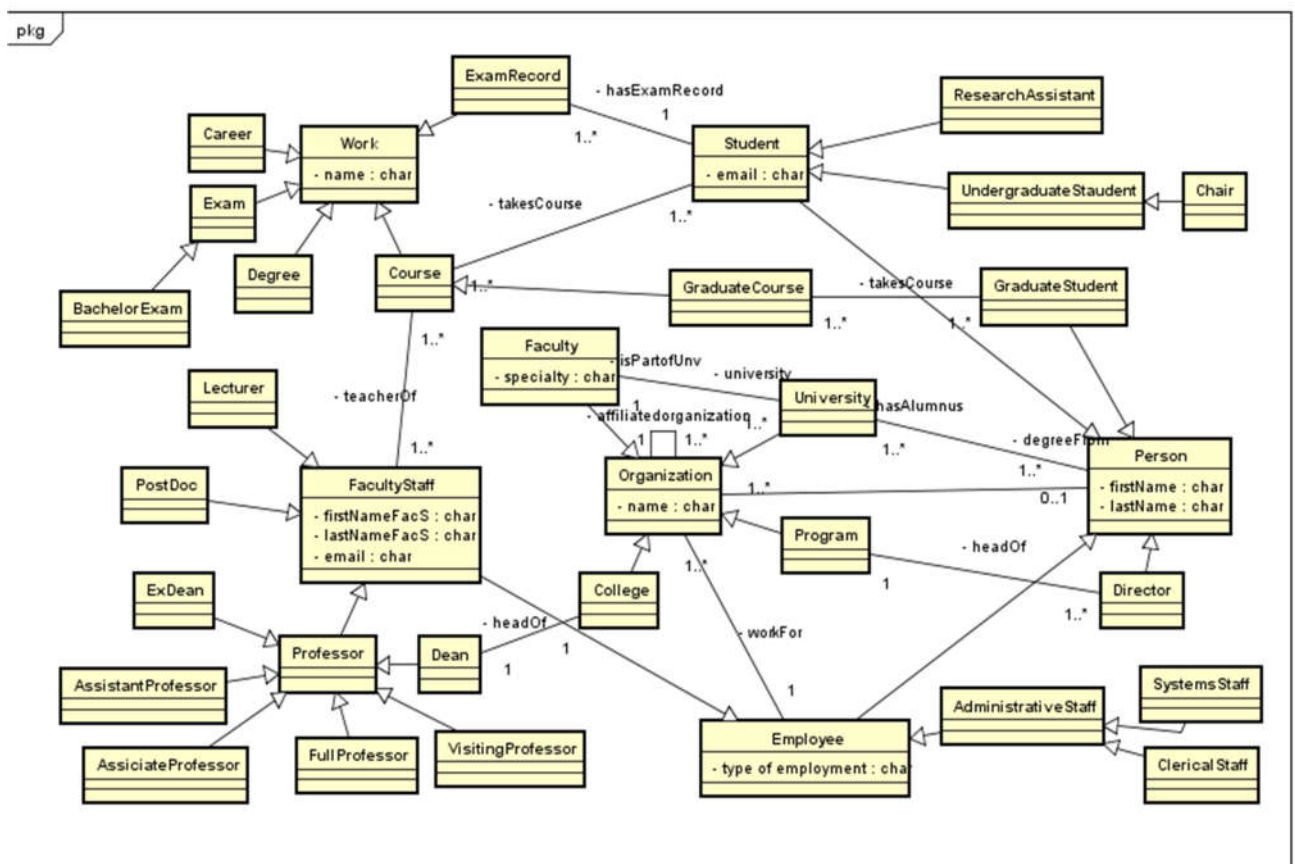 pkg
ExamRecord
- hasExamRecord
1
1..*
ResearchAssistant
Career
Work
- name : char
Student
- email : char
Exam
UndergraduateStaudent
Chair
- takesCourse
1..*
Degree
Course
1..*
GraduateCourse
- takesCourse
GraduateStudent
BachelorExam
1..*
1..*
1..*
Faculty
- specialty : char
- isPartofUnv
- university
Lecturer
- teacherOf
1
University
- hasAlumnus
- affiliatedorganization
1
1..*
1..*
1..*
- degreeFrom
1..*
1..*
Person
- firstName : char
- lastName : char
PostDoc
FacultyStaff
- firstNameFacS : char
- lastNameFacS : char
- email : char
Organization
- name : char
1..*
0..1
Program
- headOf
1
1..*
Director
1..*
ExDean
College
- headOf
1
1
- workFor
1
Professor
Dean
AssistantProfessor
SystemsStaff
AdministrativeStaff
Employee
- type of employment : char
AssiciateProfessor
FullProfessor
VisitingProfessor
ClericalStaff